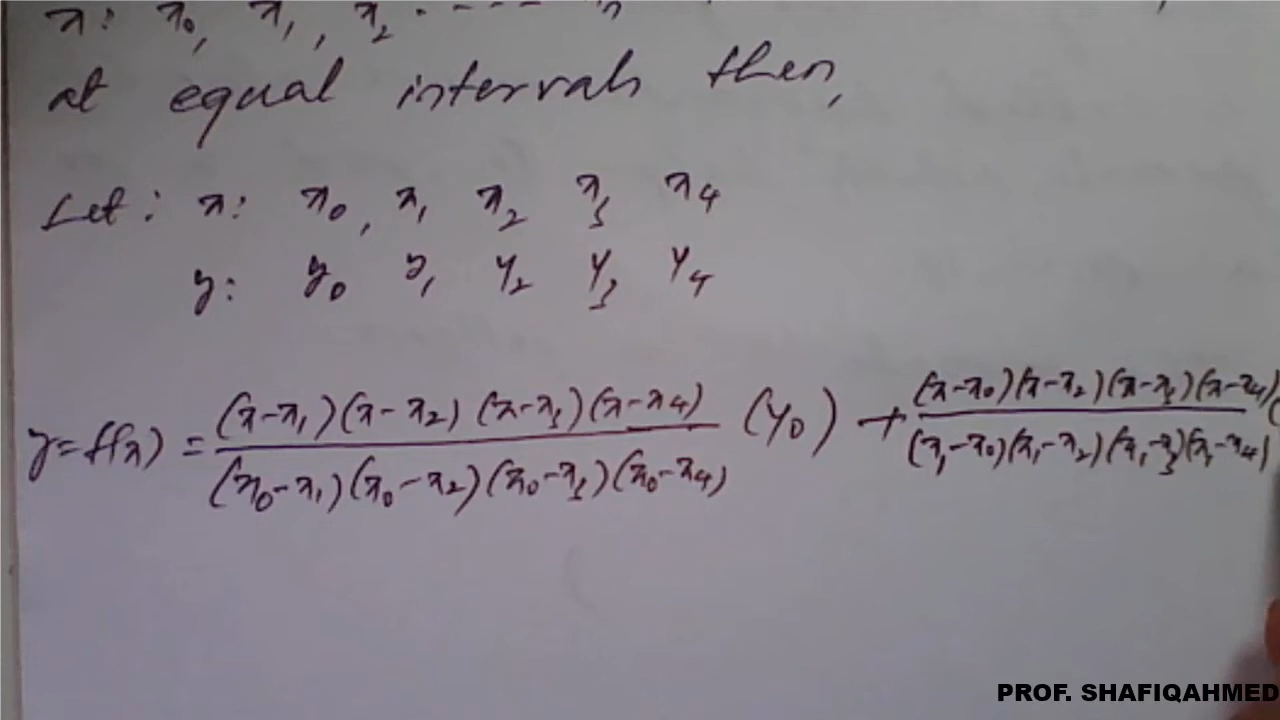 x: x₀, x₁, x₂ ----- n
at equal intervals then,
Let: x: x₀, x₁ x₂ x₃ x₄
y: y₀ y₁ y₂ y₃ y₄
y=f(x) = (x-x₁)(x-x₂)(x-x₃)(x-x₄) / (x₀-x₁)(x₀-x₂)(x₀-x₃)(x₀-x₄) (y₀) + (x-x₀)(x-x₂)(x-x₃)(x-x₄) / (x₁-x₀)(x₁-x₂)(x₁-x₃)(x₁-x₄) (
PROF. SHAFIQAHMED